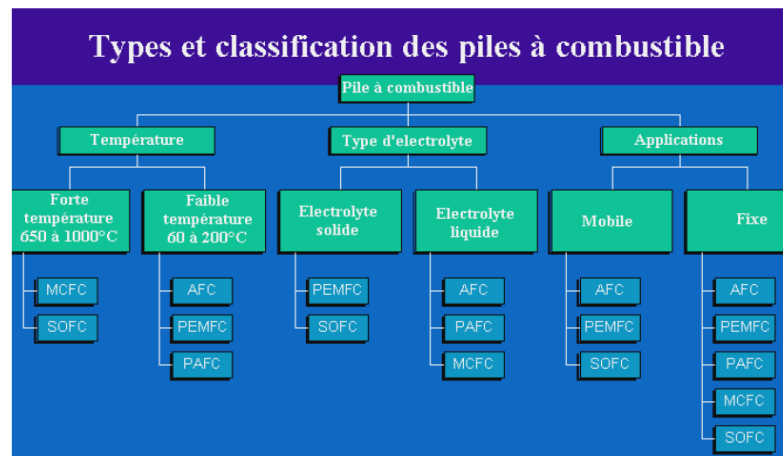 Types et classification des piles à combustible
Pile à combustible
Température
Type d'electrolyte
Applications
Forte
température
650 à 1000°C
Faible
température
60 à 200°C
Electrolyte
solide
Electrolyte
liquide
Mobile
Fixe
MCFC
SOFC
AFC
PEMFC
PAFC
PEMFC
SOFC
AFC
PAFC
MCFC
AFC
PEMFC
SOFC
AFC
PEMFC
PAFC
MCFC
SOFC